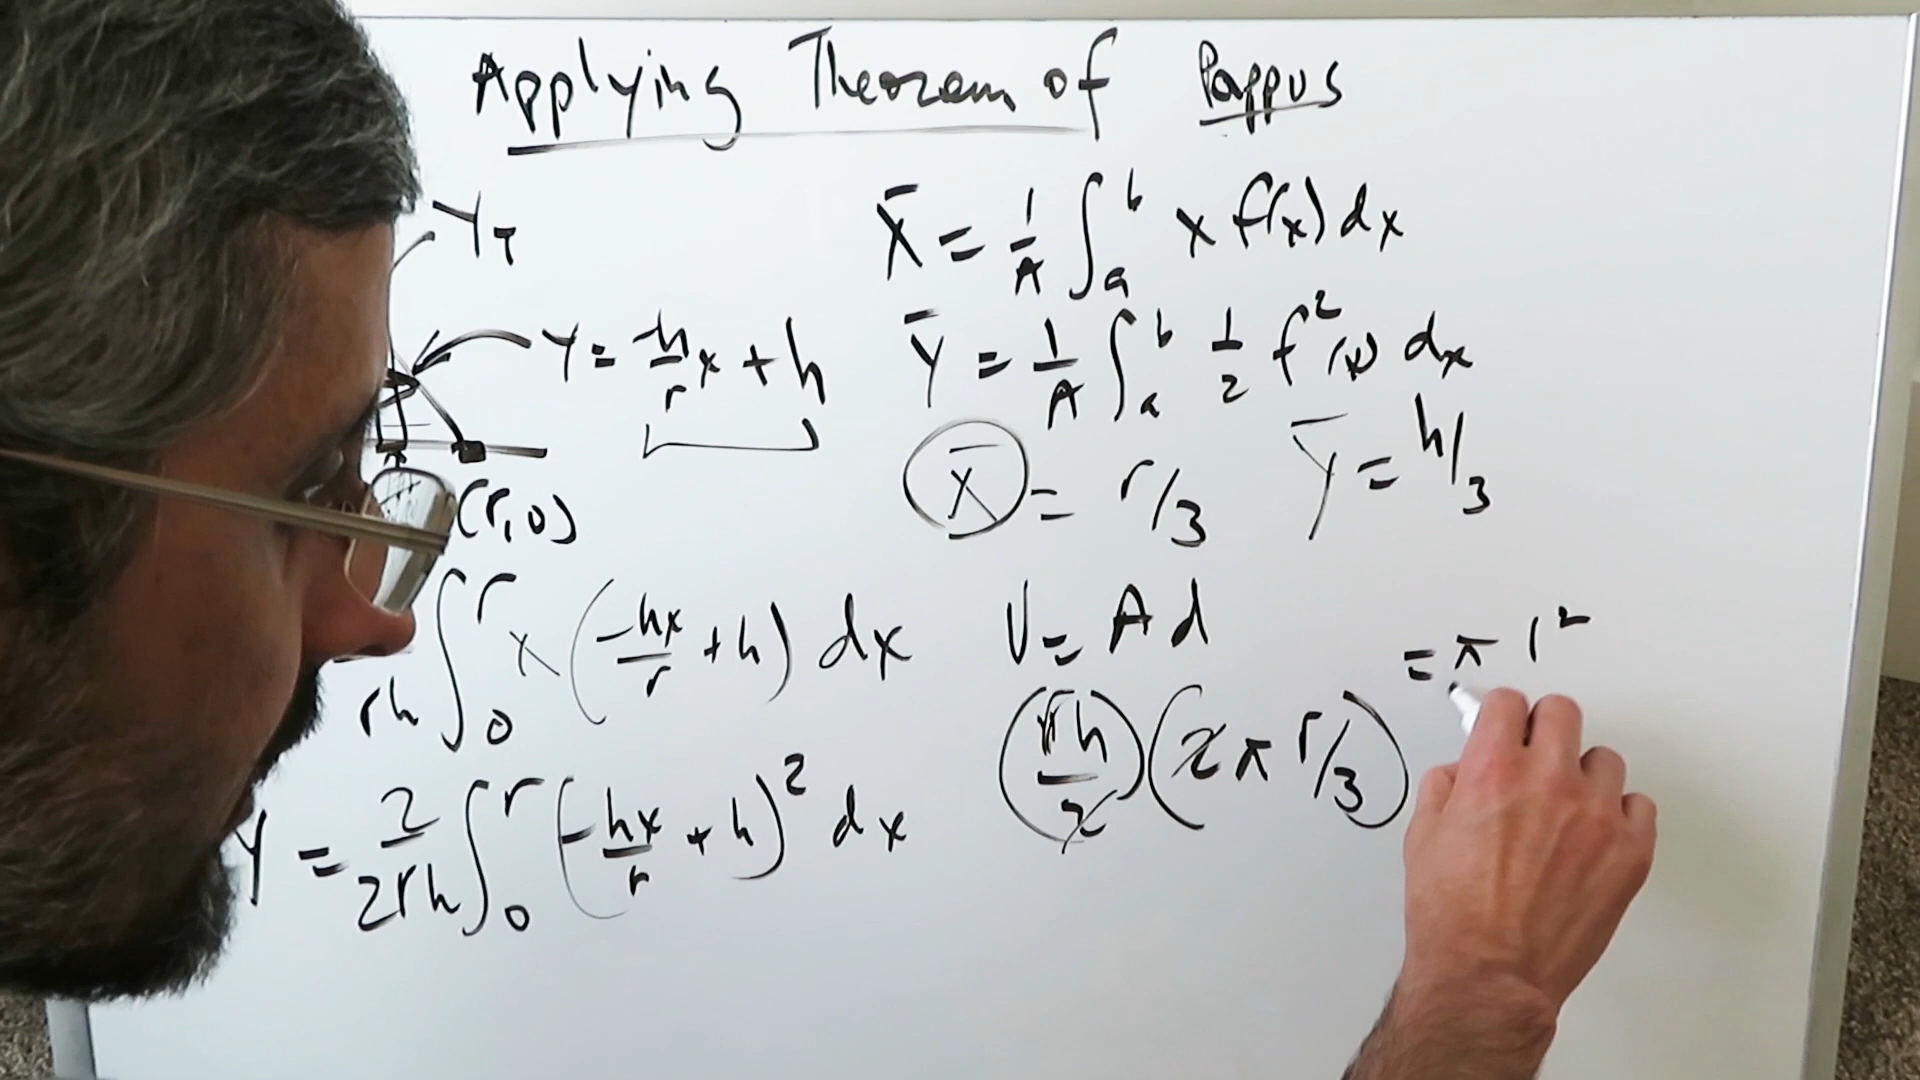 Applying Theorem of Pappus
Y_T
x̄ = 1/A ∫_a^b x f(x) dx
y = -h/r x + h
ȳ = 1/A ∫_a^b 1/2 f²(x) dx
x̄ = r/3
ȳ = h/3
(r,0)
rh ∫_0^r x (-hx/r + h) dx
V = A d
= π r²
(rh/2)(2π r/3)
Y = 2/2rh ∫_0^r (-hx/r + h)² dx